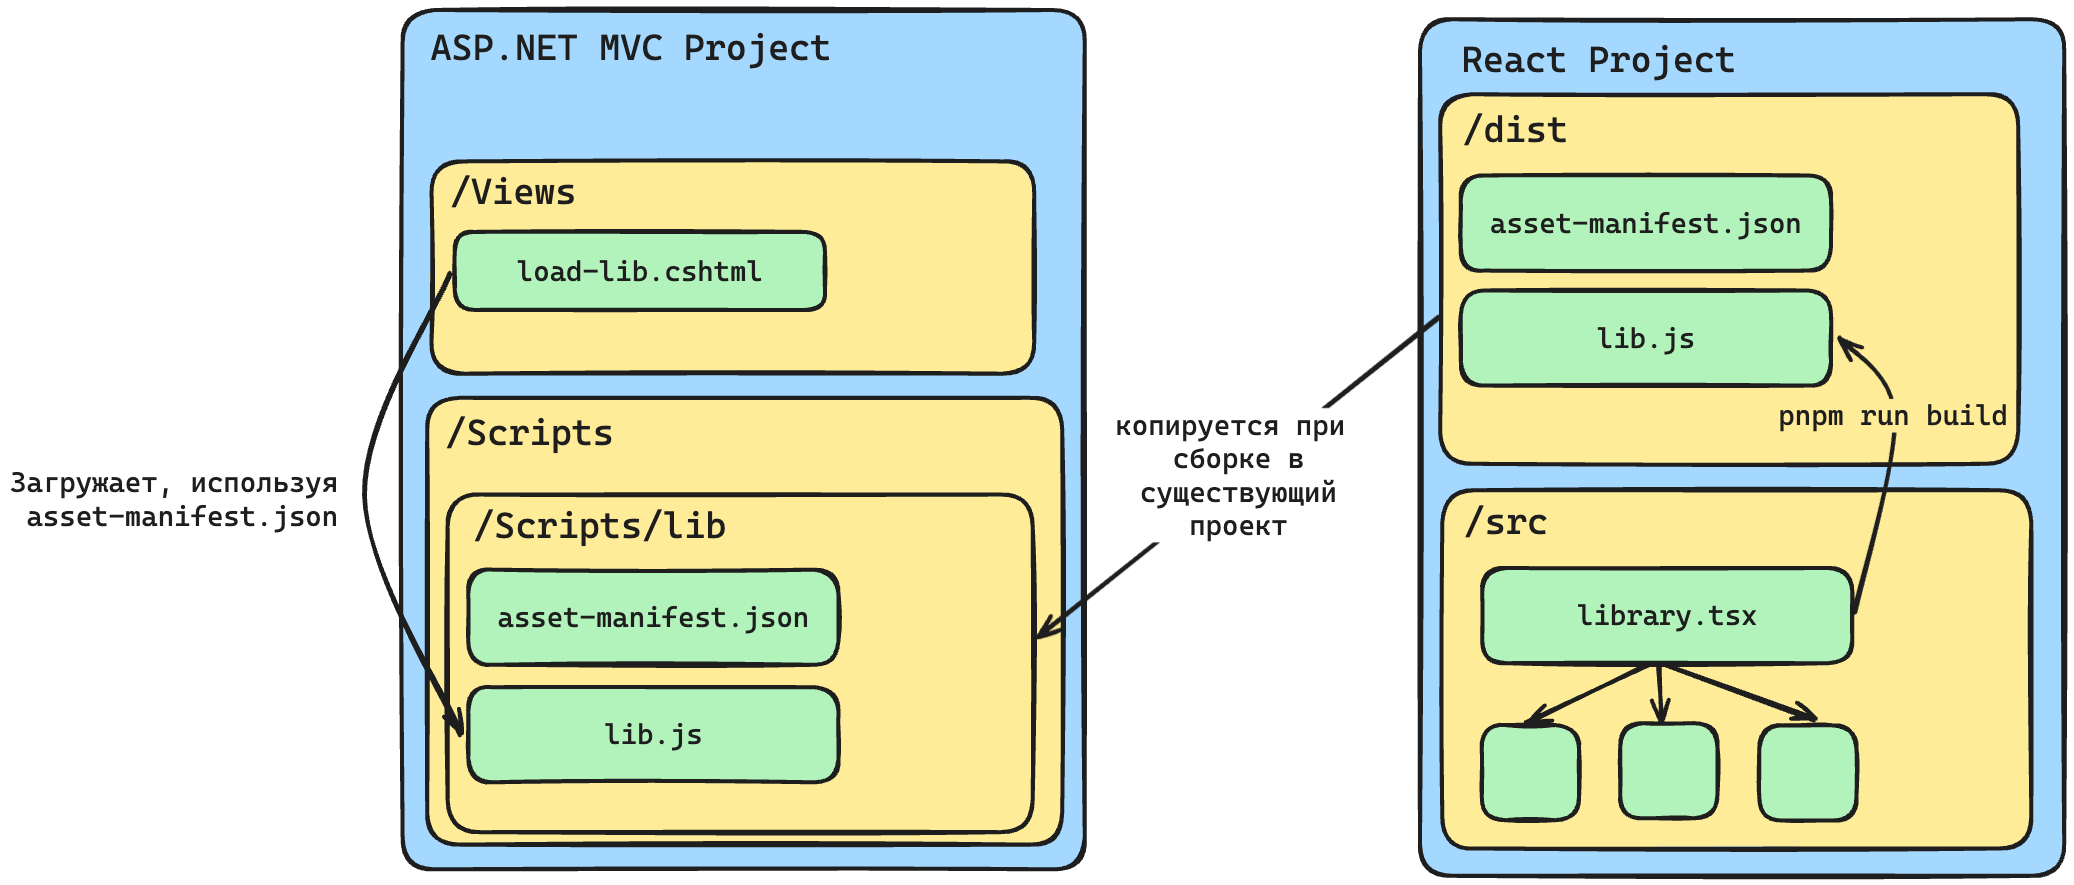 ASP.NET MVC Project
/Views
load-lib.cshtml
/Scripts
/Scripts/lib
asset-manifest.json
lib.js
Загружает, используя
asset-manifest.json
копируется при
сборке в
существующий
проект
React Project
/dist
asset-manifest.json
lib.js
pnpm run build
/src
library.tsx